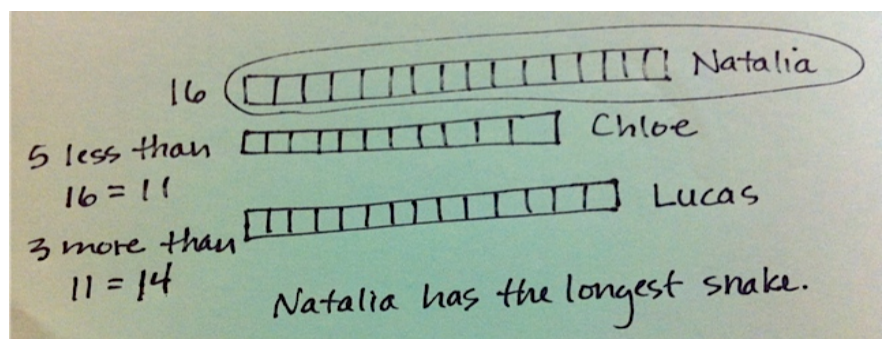 16 Natalia
5 less than Chloe
16 = 11
3 more than Lucas
11 = 14
Natalia has the longest snake.